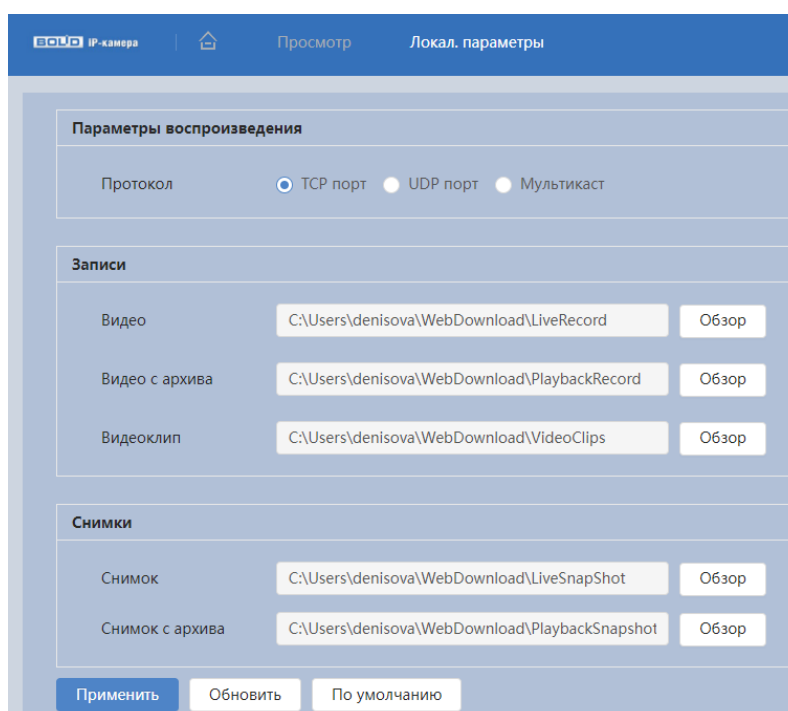 BOLID IP-камера Просмотр Локал. параметры
Параметры воспроизведения
Протокол TCP порт UDP порт Мультикаст
Записи
Видео C:\Users\denisova\WebDownload\LiveRecord Обзор
Видео с архива C:\Users\denisova\WebDownload\PlaybackRecord Обзор
Видеоклип C:\Users\denisova\WebDownload\VideoClips Обзор
Снимки
Снимок C:\Users\denisova\WebDownload\LiveSnapShot Обзор
Снимок с архива C:\Users\denisova\WebDownload\PlaybackSnapshot Обзор
Применить Обновить По умолчанию